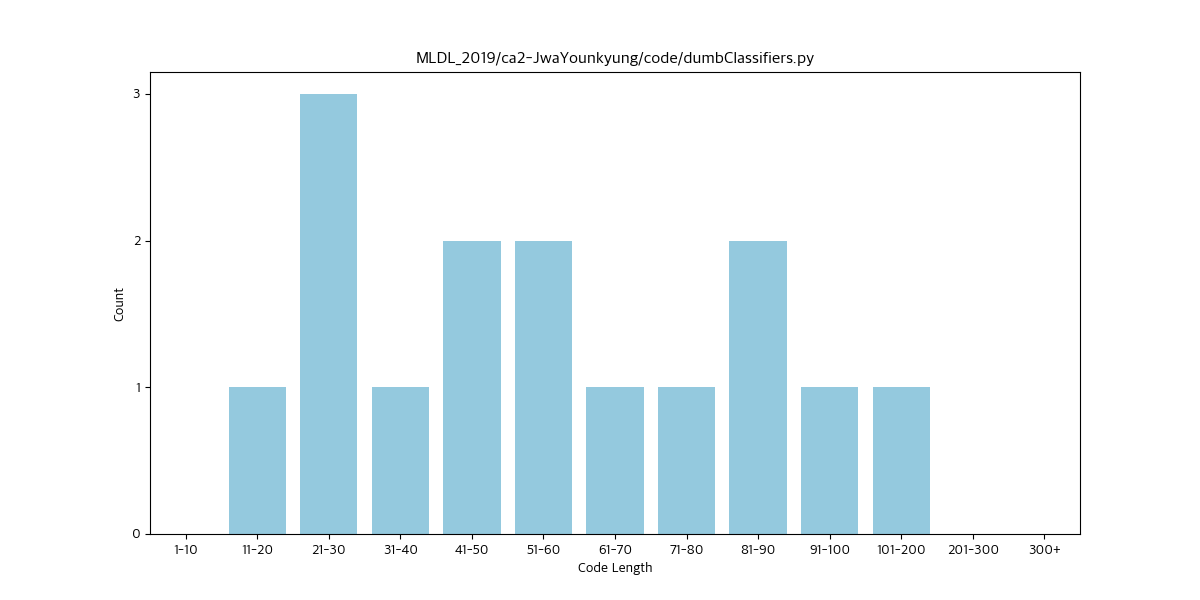 MLDL_2019/ca2-JwaYounkyung/code/dumbClassifiers.py
3
2
1
0
Count
1-10 11-20 21-30 31-40 41-50 51-60 61-70 71-80 81-90 91-100 101-200 201-300 300+
Code Length